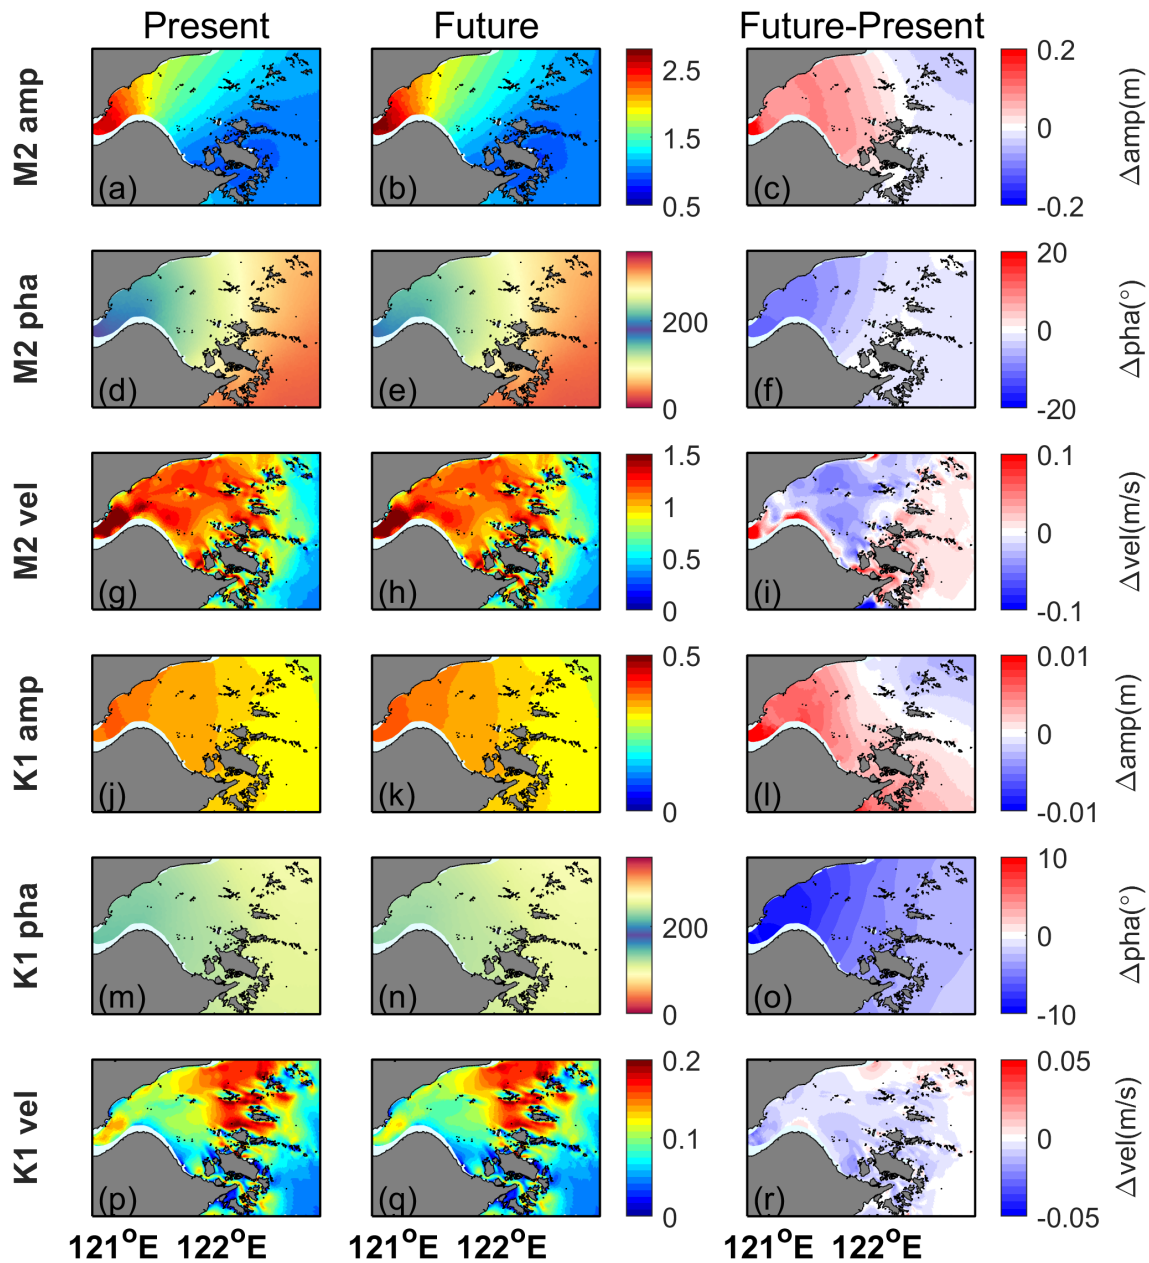 Present Future Future-Present
M2 amp (a) (b) 2.5 1.5 0.5 (c) 0.2 0 -0.2 Δamp(m)
M2 pha (d) (e) 200 0 (f) 20 0 -20 Δpha(°)
M2 vel (g) (h) 1.5 1 0.5 0 (i) 0.1 0 -0.1 Δvel(m/s)
K1 amp (j) (k) 0.5 0 (l) 0.01 0 -0.01 Δamp(m)
K1 pha (m) (n) 200 0 (o) 10 0 -10 Δpha(°)
K1 vel (p) (q) 0.2 0.1 0 (r) 0.05 0 -0.05 Δvel(m/s)
121°E 122°E 121°E 122°E 121°E 122°E